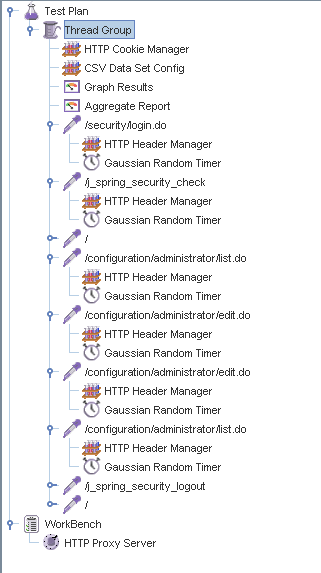 Test Plan
Thread Group
HTTP Cookie Manager
CSV Data Set Config
Graph Results
Aggregate Report
/security/login.do
HTTP Header Manager
Gaussian Random Timer
/j_spring_security_check
HTTP Header Manager
Gaussian Random Timer
/
/configuration/administrator/list.do
HTTP Header Manager
Gaussian Random Timer
/configuration/administrator/edit.do
HTTP Header Manager
Gaussian Random Timer
/configuration/administrator/edit.do
HTTP Header Manager
Gaussian Random Timer
/configuration/administrator/list.do
HTTP Header Manager
Gaussian Random Timer
/j_spring_security_logout
/
WorkBench
HTTP Proxy Server